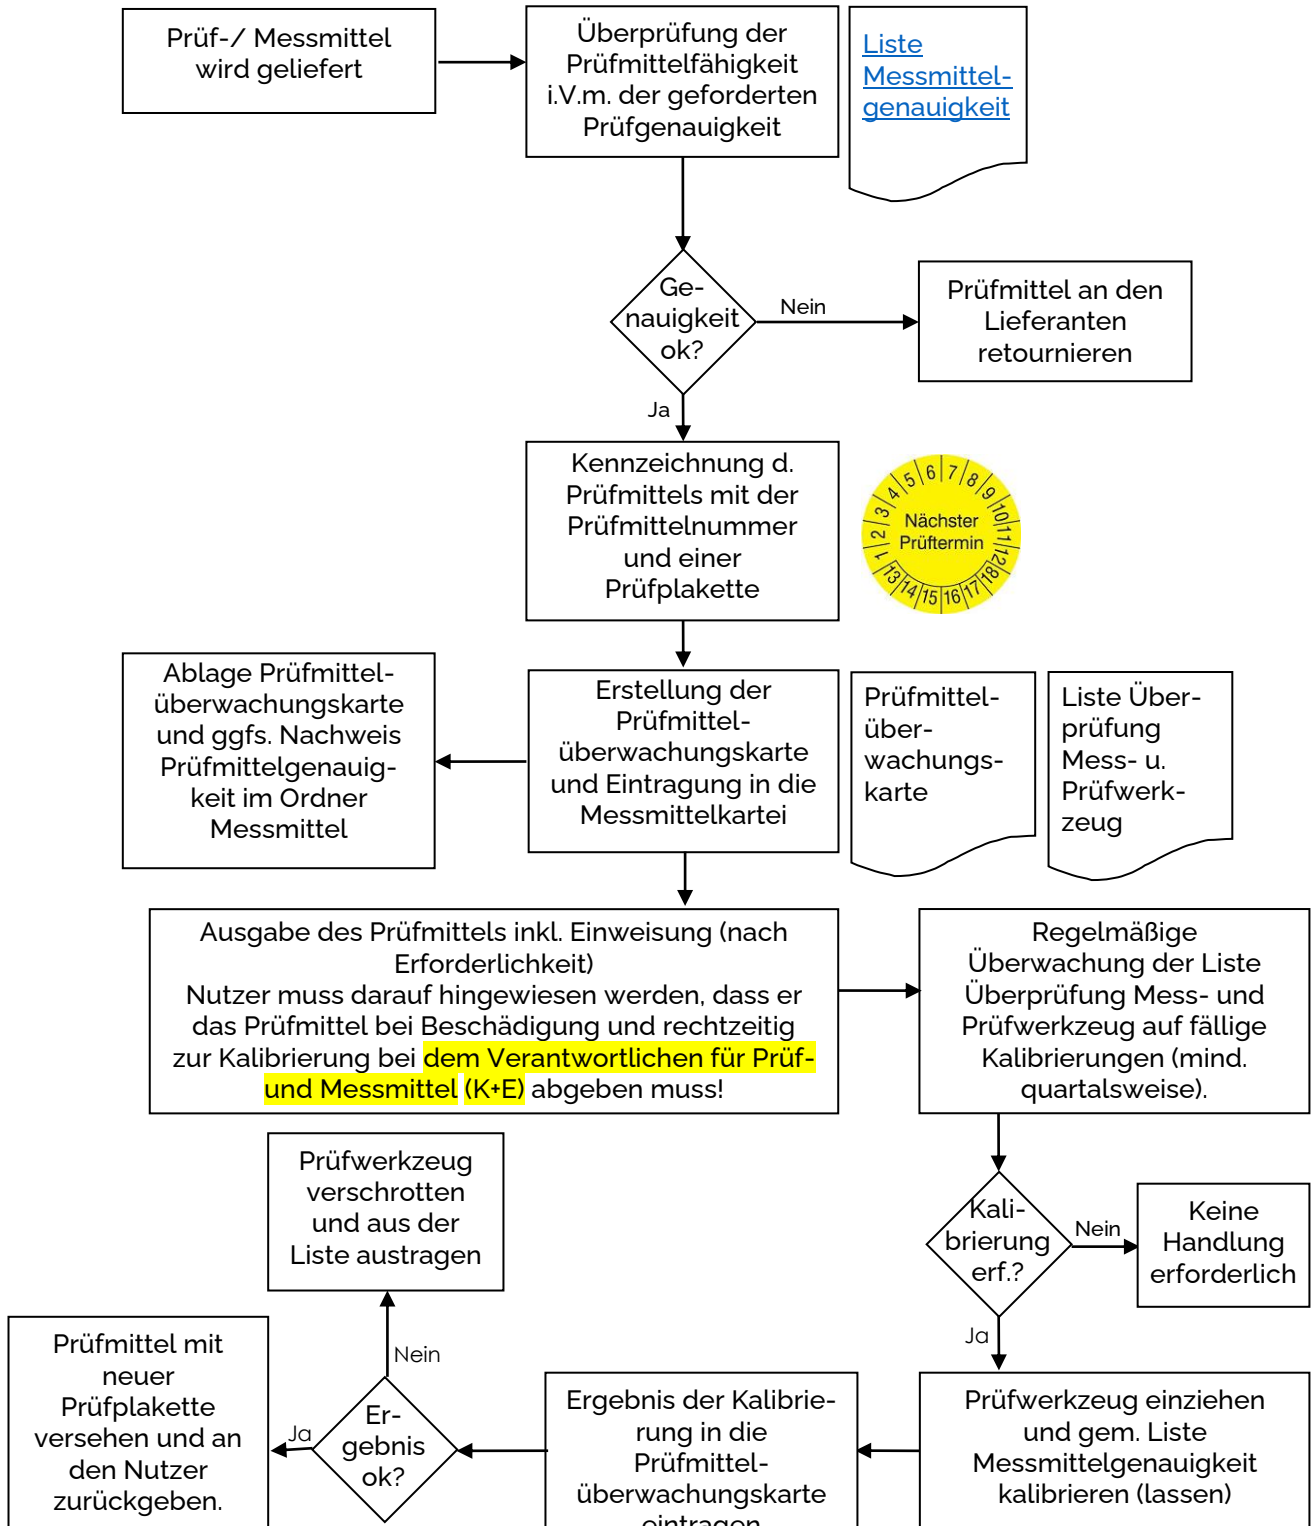 Prüf-/ Messmittel
wird geliefert
Überprüfung der
Prüfmittelfähigkeit
i.V.m. der geforderten
Prüfgenauigkeit
Liste
Messmittel-
genauigkeit
Ge-
nauigkeit
ok?
Nein
Prüfmittel an den
Lieferanten
retournieren
Ja
Kennzeichnung d.
Prüfmittels mit der
Prüfmittelnummer
und einer
Prüfplakette
1 2 3 4 5 6 7 8 9 10 11 12
Nächster
Prüftermin
13 14 15 16 17 18
Ablage Prüfmittel-
überwachungskarte
und ggfs. Nachweis
Prüfmittelgenauig-
keit im Ordner
Messmittel
Erstellung der
Prüfmittel-
überwachungskarte
und Eintragung in die
Messmittelkartei
Prüfmittel-
über-
wachungs-
karte
Liste Über-
prüfung
Mess- u.
Prüfwerk-
zeug
Ausgabe des Prüfmittels inkl. Einweisung (nach
Erforderlichkeit)
Nutzer muss darauf hingewiesen werden, dass er
das Prüfmittel bei Beschädigung und rechtzeitig
zur Kalibrierung bei dem Verantwortlichen für Prüf-
und Messmittel (K+E) abgeben muss!
Regelmäßige
Überwachung der Liste
Überprüfung Mess- und
Prüfwerkzeug auf fällige
Kalibrierungen (mind.
quartalsweise).
Kali-
brierung
erf.?
Nein
Keine
Handlung
erforderlich
Ja
Prüfwerkzeug einziehen
und gem. Liste
Messmittelgenauigkeit
kalibrieren (lassen)
Ergebnis der Kalibrie-
rung in die
Prüfmittel-
überwachungskarte
eintragen
Er-
gebnis
ok?
Nein
Prüfwerkzeug
verschrotten
und aus der
Liste austragen
Ja
Prüfmittel mit
neuer
Prüfplakette
versehen und an
den Nutzer
zurückgeben.